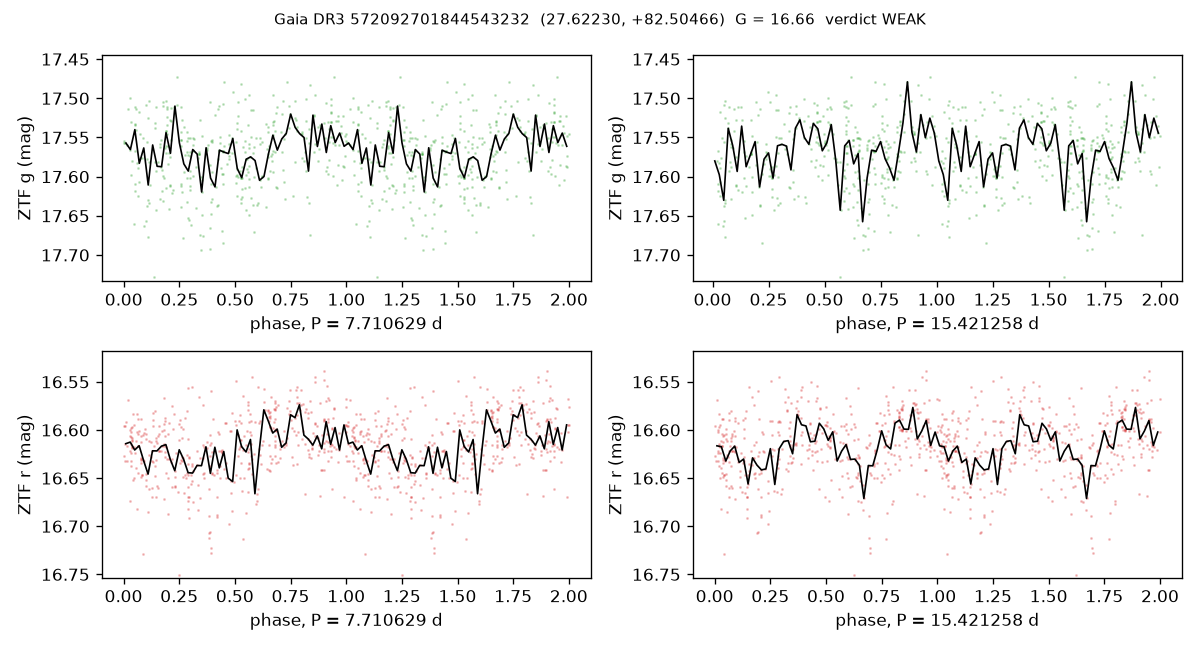 Gaia DR3 572092701844543232 (27.62230, +82.50466) G = 16.66 verdict WEAK
17.45
17.50
17.55
17.60
17.65
17.70
ZTF g (mag)
0.00 0.25 0.50 0.75 1.00 1.25 1.50 1.75 2.00
phase, P = 7.710629 d
17.45
17.50
17.55
17.60
17.65
17.70
ZTF g (mag)
0.00 0.25 0.50 0.75 1.00 1.25 1.50 1.75 2.00
phase, P = 15.421258 d
16.55
16.60
16.65
16.70
16.75
ZTF r (mag)
0.00 0.25 0.50 0.75 1.00 1.25 1.50 1.75 2.00
phase, P = 7.710629 d
16.55
16.60
16.65
16.70
16.75
ZTF r (mag)
0.00 0.25 0.50 0.75 1.00 1.25 1.50 1.75 2.00
phase, P = 15.421258 d